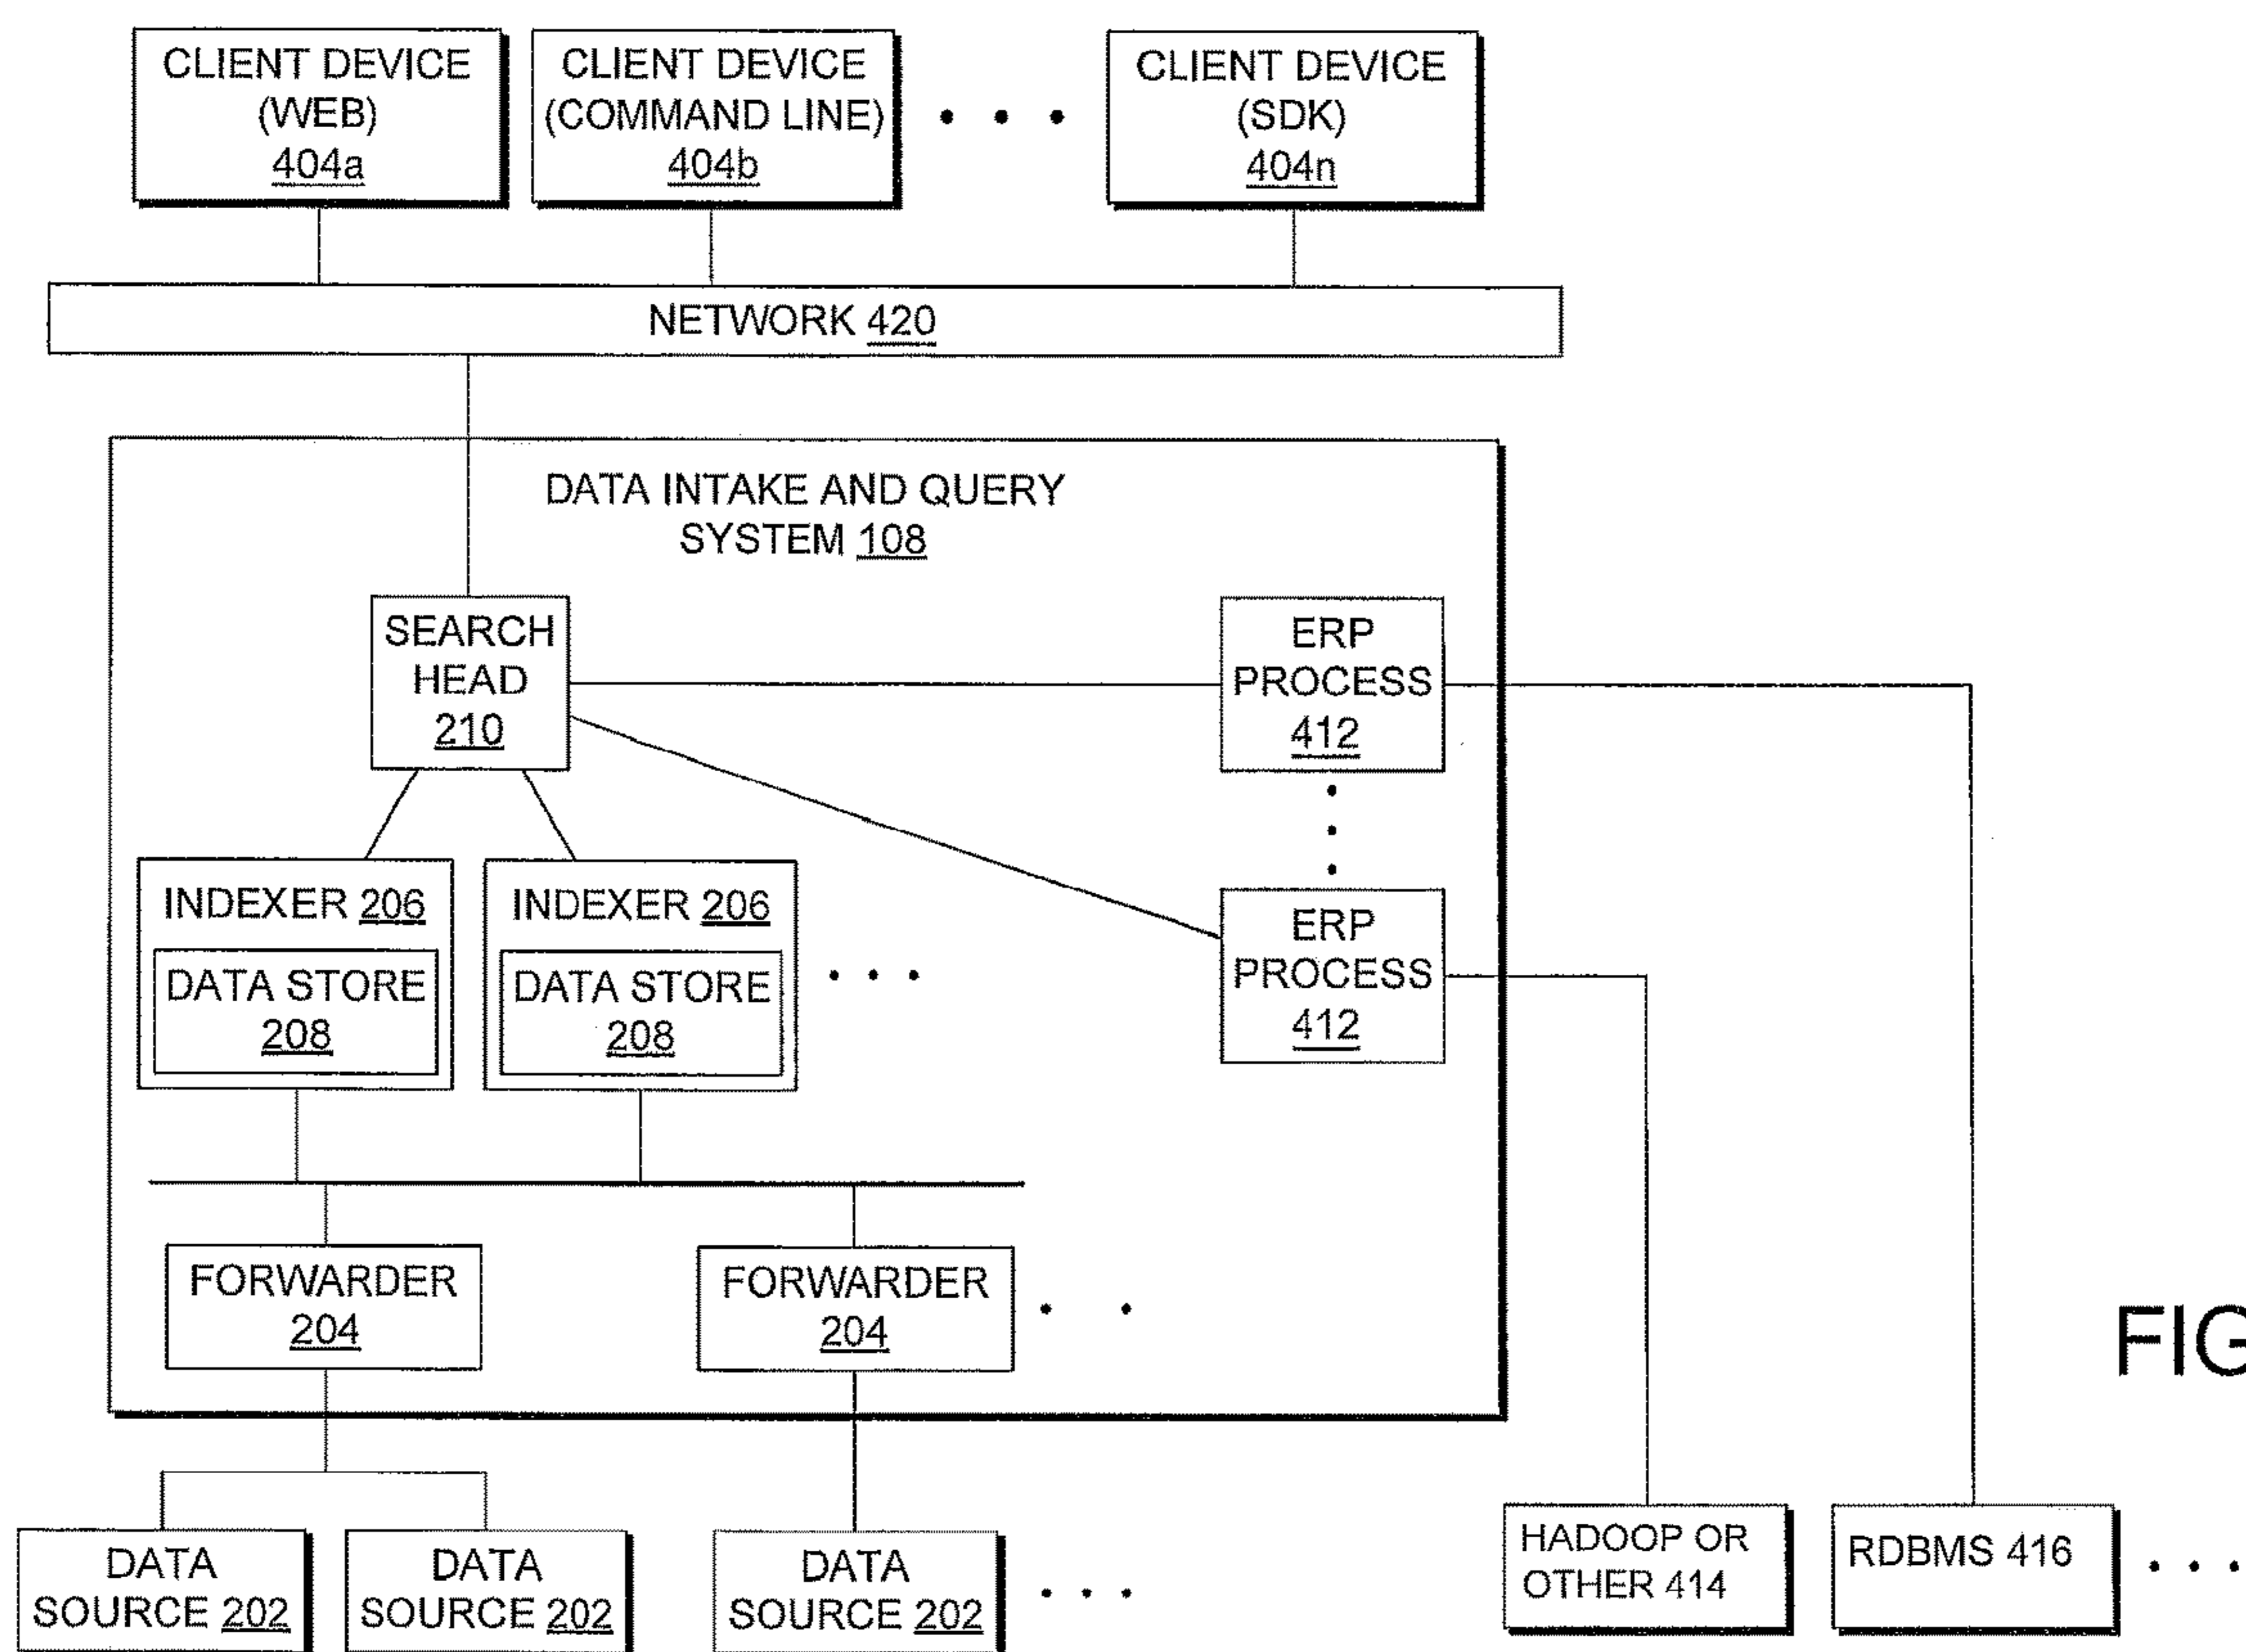 CLIENT DEVICE
(WEB)
404a
CLIENT DEVICE
(COMMAND LINE)
404b
CLIENT DEVICE
(SDK)
404n
NETWORK 420
DATA INTAKE AND QUERY
SYSTEM 108
SEARCH
HEAD
210
ERP
PROCESS
412
ERP
PROCESS
412
INDEXER 206
DATA STORE
208
INDEXER 206
DATA STORE
208
FORWARDER
204
FORWARDER
204
FIG
DATA
SOURCE 202
DATA
SOURCE 202
DATA
SOURCE 202
HADOOP OR
OTHER 414
RDBMS 416